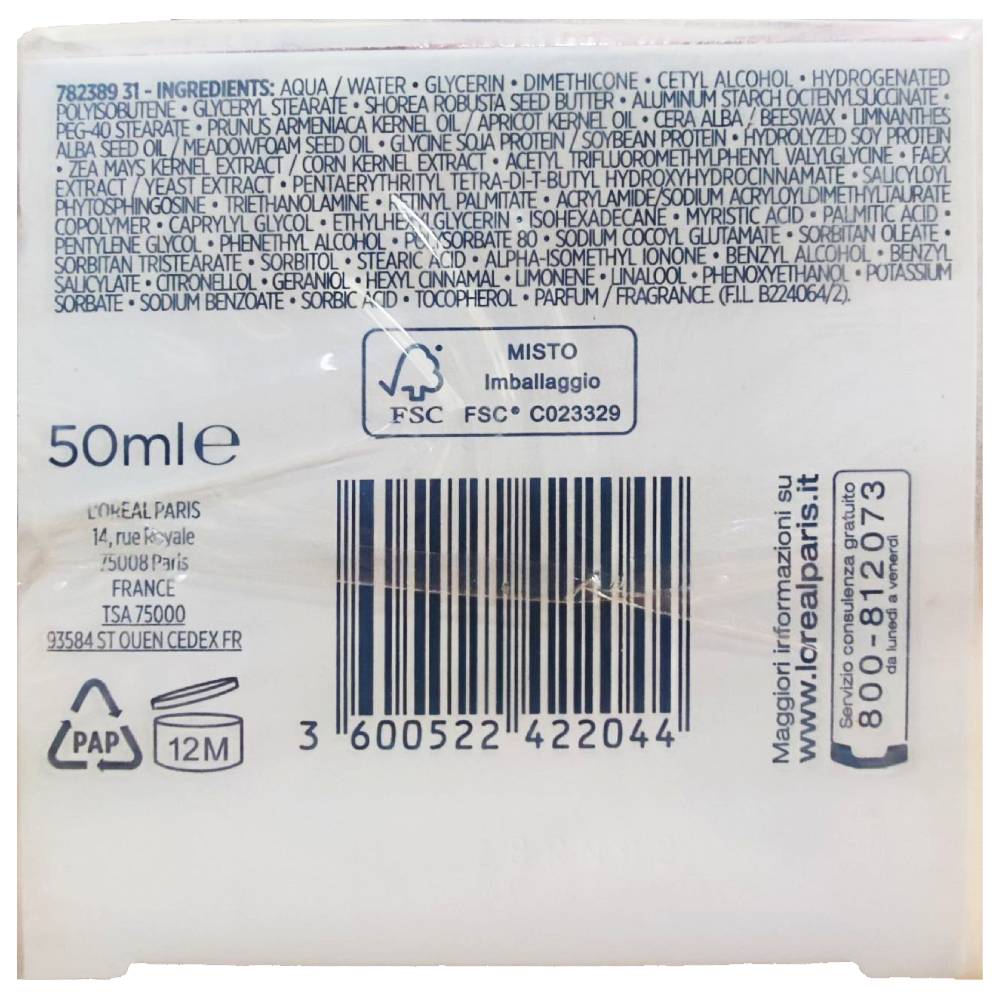 782389 31 - INGREDIENTS: AQUA / WATER • GLYCERIN • DIMETHICONE • CETYL ALCOHOL • HYDROGENATED
POLYISOBUTENE • GLYCERYL STEARATE • SHOREA ROBUSTA SEED BUTTER • ALUMINUM STARCH OCTENYLSUCCINATE •
PEG-40 STEARATE • PRUNUS ARMENIACA KERNEL OIL / APRICOT KERNEL OIL • CERA ALBA / BEESWAX • LIMNANTHES
ALBA SEED OIL / MEADOWFOAM SEED OIL • GLYCINE SOJA PROTEIN / SOYBEAN PROTEIN • HYDROLYZED SOY PROTEIN
• ZEA MAYS KERNEL EXTRACT / CORN KERNEL EXTRACT • ACETYL TRIFLUOROMETHYLPHENYL VALYLGLYCINE • FAEX
EXTRACT / YEAST EXTRACT • PENTAERYTHRITYL TETRA-DI-T-BUTYL HYDROXYHYDROCINNAMATE • SALICYLOYL
PHYTOSPHINGOSINE • TRIETHANOLAMINE • RETINYL PALMITATE • ACRYLAMIDE/SODIUM ACRYLOYLDIMETHYLTAURATE
COPOLYMER • CAPRYLYL GLYCOL • ETHYLHEXYLGLYCERIN • ISOHEXADECANE • MYRISTIC ACID • PALMITIC ACID •
PENTYLENE GLYCOL • PHENETHYL ALCOHOL • POLYSORBATE 80 • SODIUM COCOYL GLUTAMATE • SORBITAN OLEATE •
SORBITAN TRISTEARATE • SORBITOL • STEARIC ACID • ALPHA-ISOMETHYL IONONE • BENZYL ALCOHOL • BENZYL
SALICYLATE • CITRONELLOL • GERANIOL • HEXYL CINNAMAL • LIMONENE • LINALOOL • PHENOXYETHANOL • POTASSIUM
SORBATE • SODIUM BENZOATE • SORBIC ACID • TOCOPHEROL • PARFUM / FRAGRANCE. (F.I.L. B224064/2).
MISTO
Imballaggio
FSC FSC® C023329
50ml e
L'OREAL PARIS
14, rue Royale
75008 Paris
FRANCE
TSA 75000
93584 ST OUEN CEDEX FR
PAP
12M
3 600522 422044
Maggiori informazioni su
www.lorealparis.it
Servizio consulenza gratuito
800-812073
da lunedì a venerdì